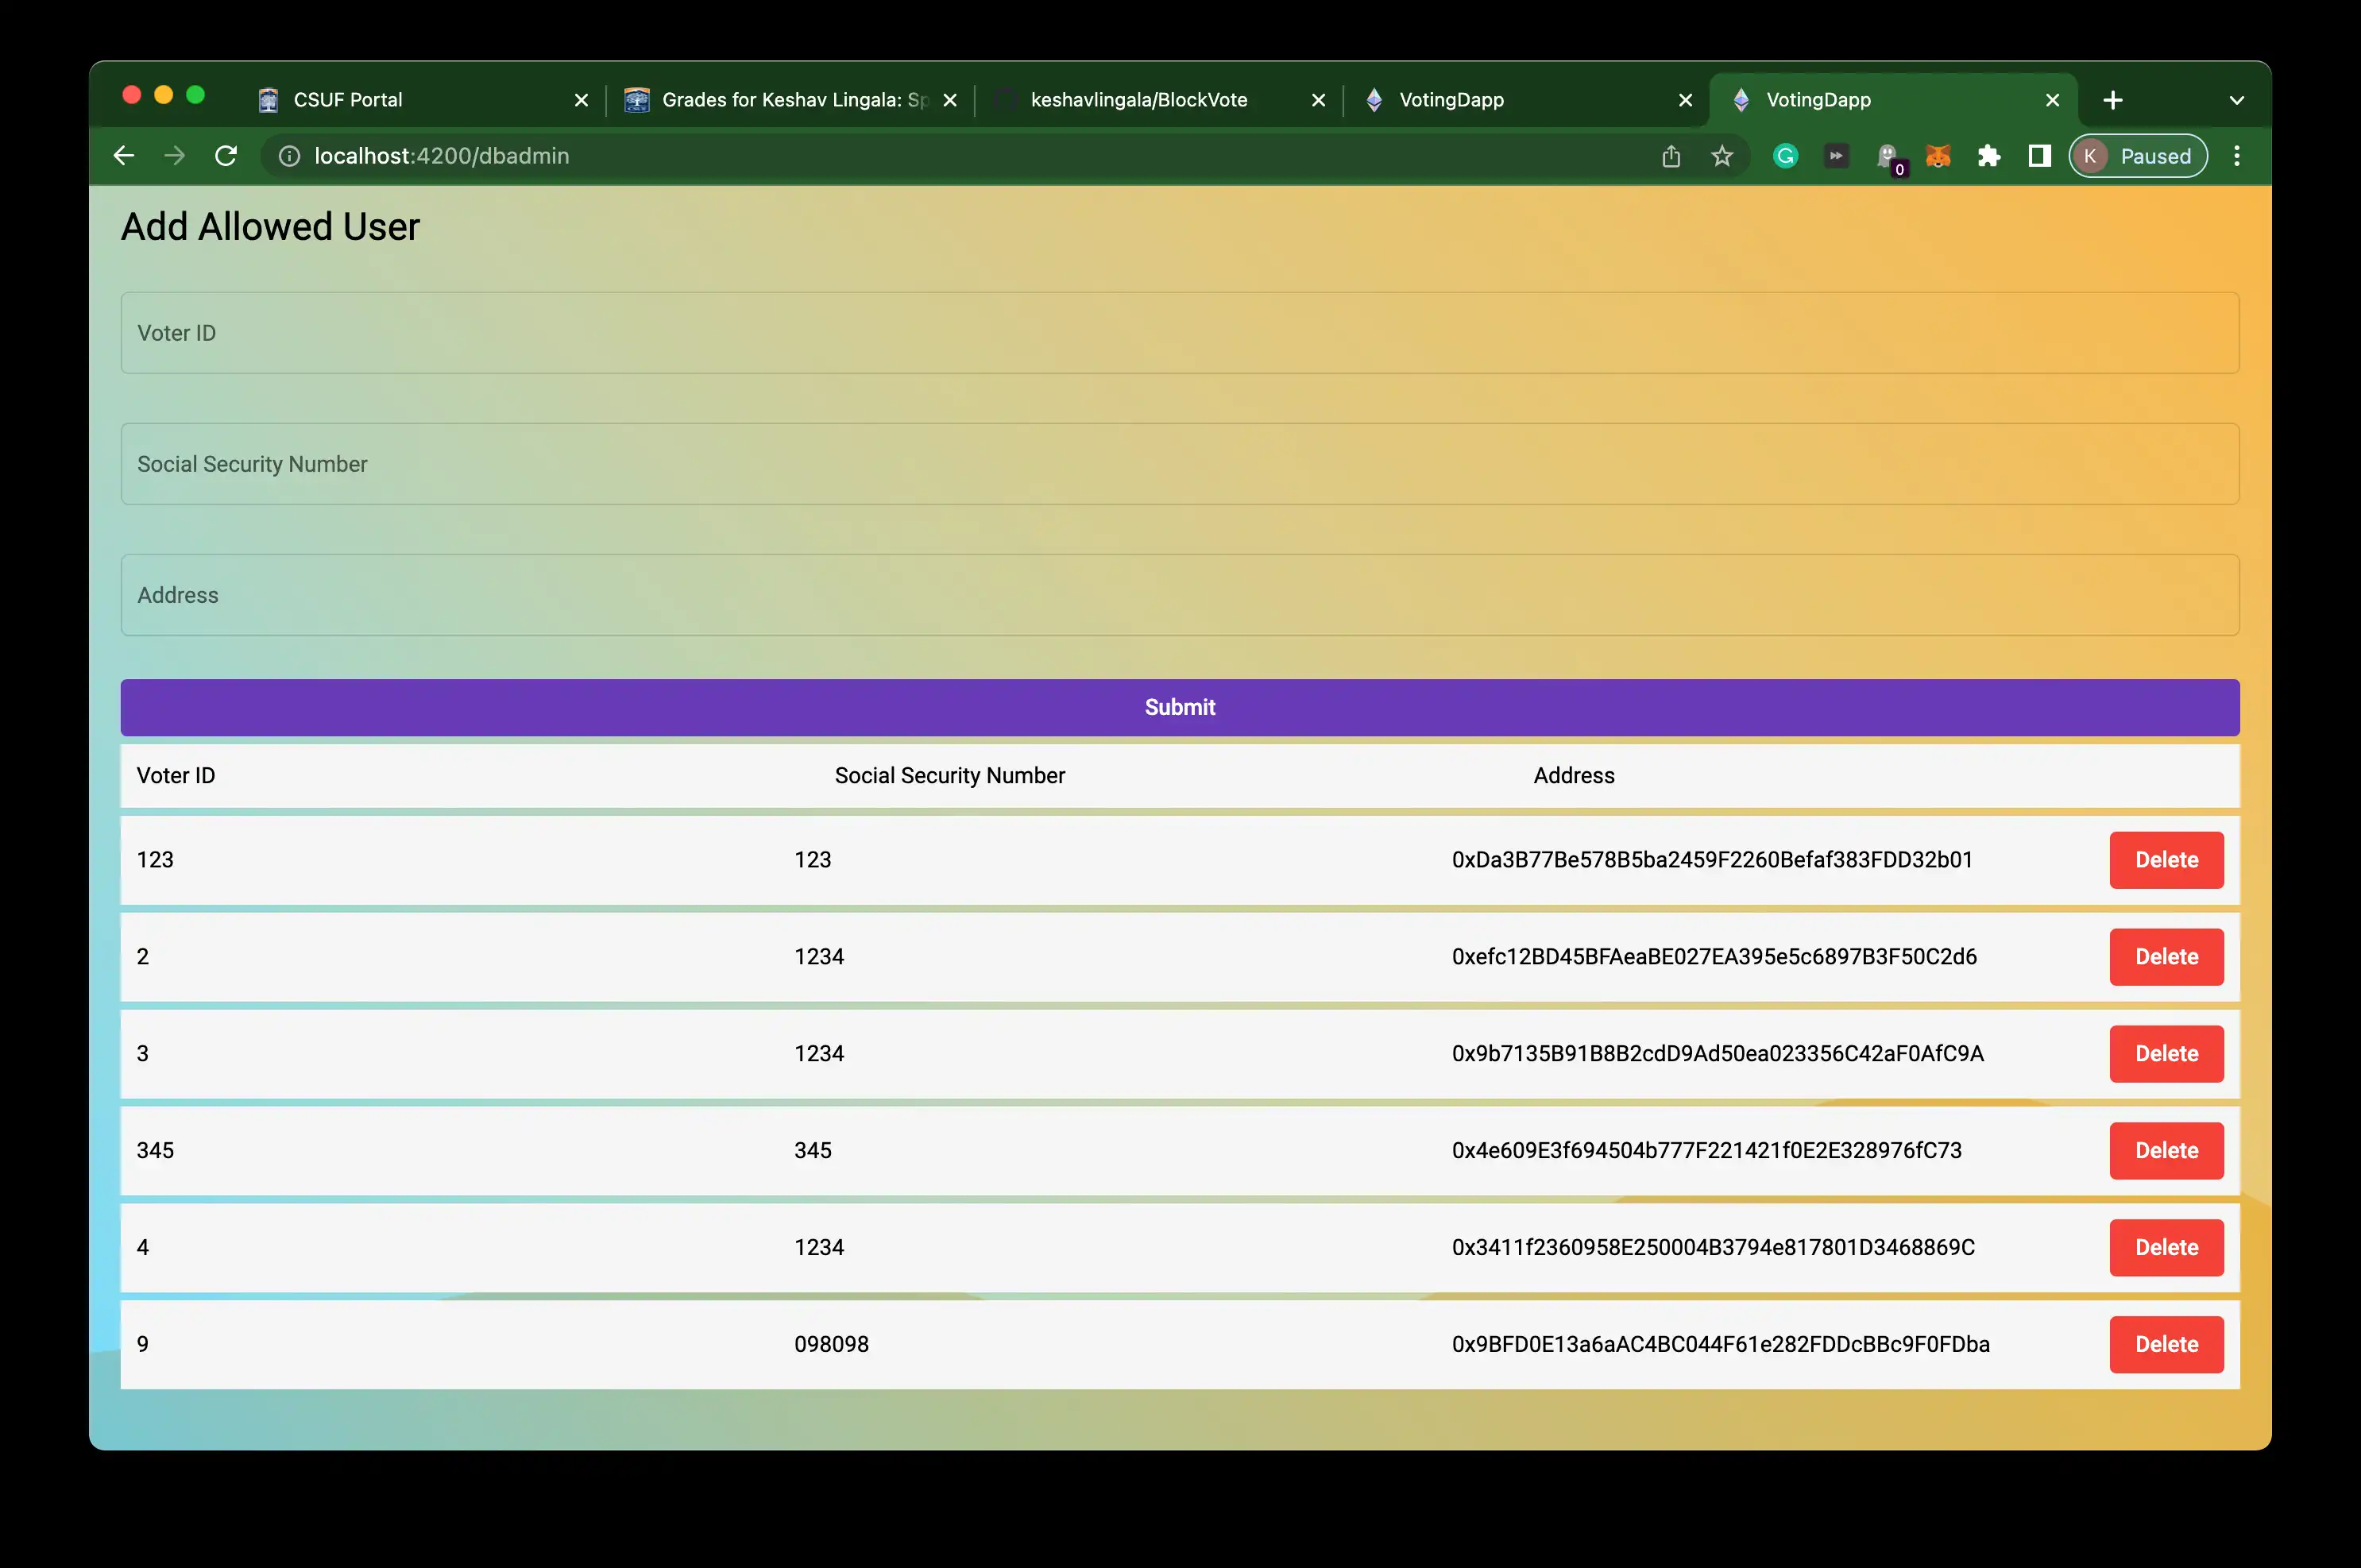 CSUF Portal
Grades for Keshav Lingala: Sp
keshavlingala/BlockVote
VotingDapp
VotingDapp
localhost:4200/dbadmin
0
K
Paused
Add Allowed User
Voter ID
Social Security Number
Address
Submit
Voter ID Social Security Number Address
123 123 0xDa3B77Be578B5ba2459F2260Befaf383FDD32b01 Delete
2 1234 0xefc12BD45BFAeaBE027EA395e5c6897B3F50C2d6 Delete
3 1234 0x9b7135B91B8B2cdD9Ad50ea023356C42aF0AfC9A Delete
345 345 0x4e609E3f694504b777F221421f0E2E328976fC73 Delete
4 1234 0x3411f2360958E250004B3794e817801D3468869C Delete
9 098098 0x9BFD0E13a6aAC4BC044F61e282FDDcBBc9F0FDba Delete